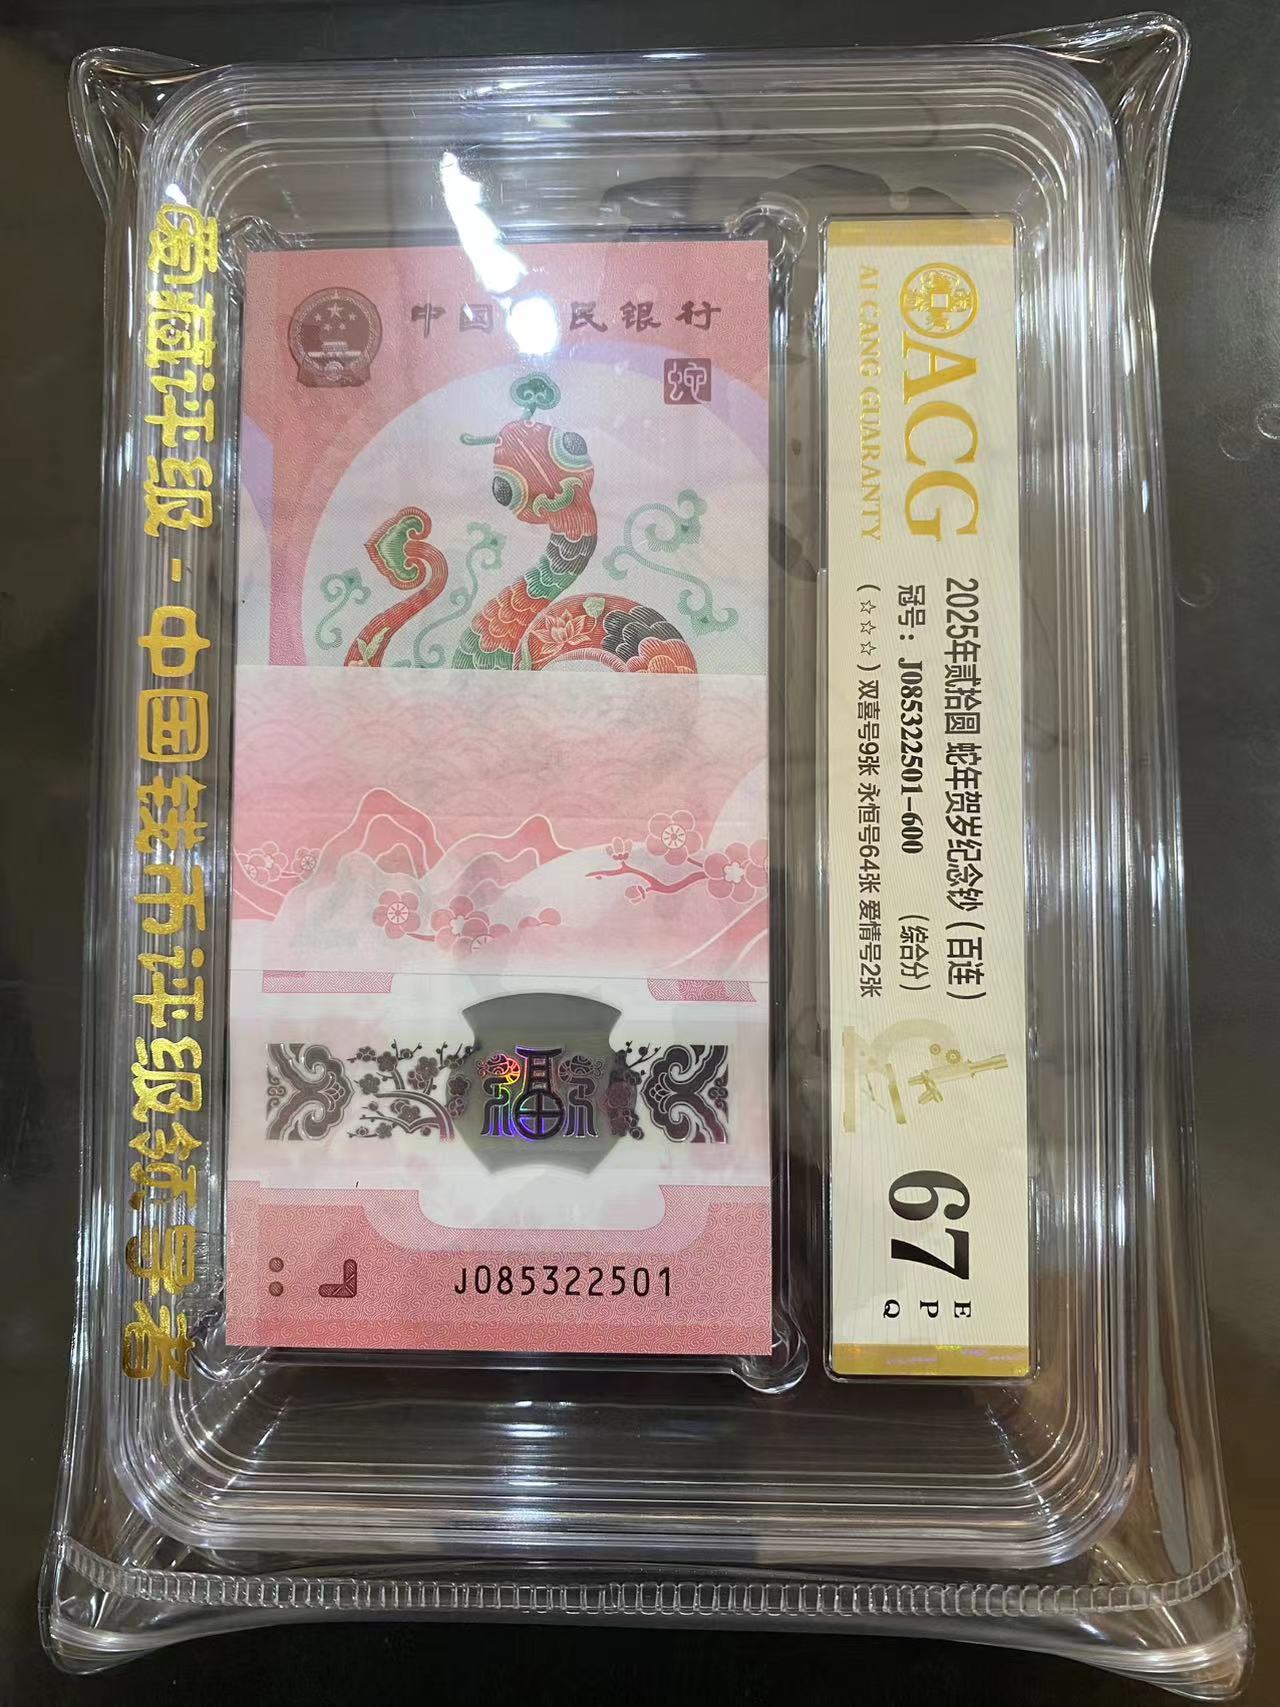 爱藏评级-中国钱币评级领导者
中国人民银行
蛇
福
J085322501
ACG
AI CANG GUARANTY
2025年贰拾圆 蛇年贺岁纪念钞（百连）
冠号：J085322501-600 （综合分）
（☆☆☆）双喜号9张 永恒号64张 爱情号2张
67
E
P
Q